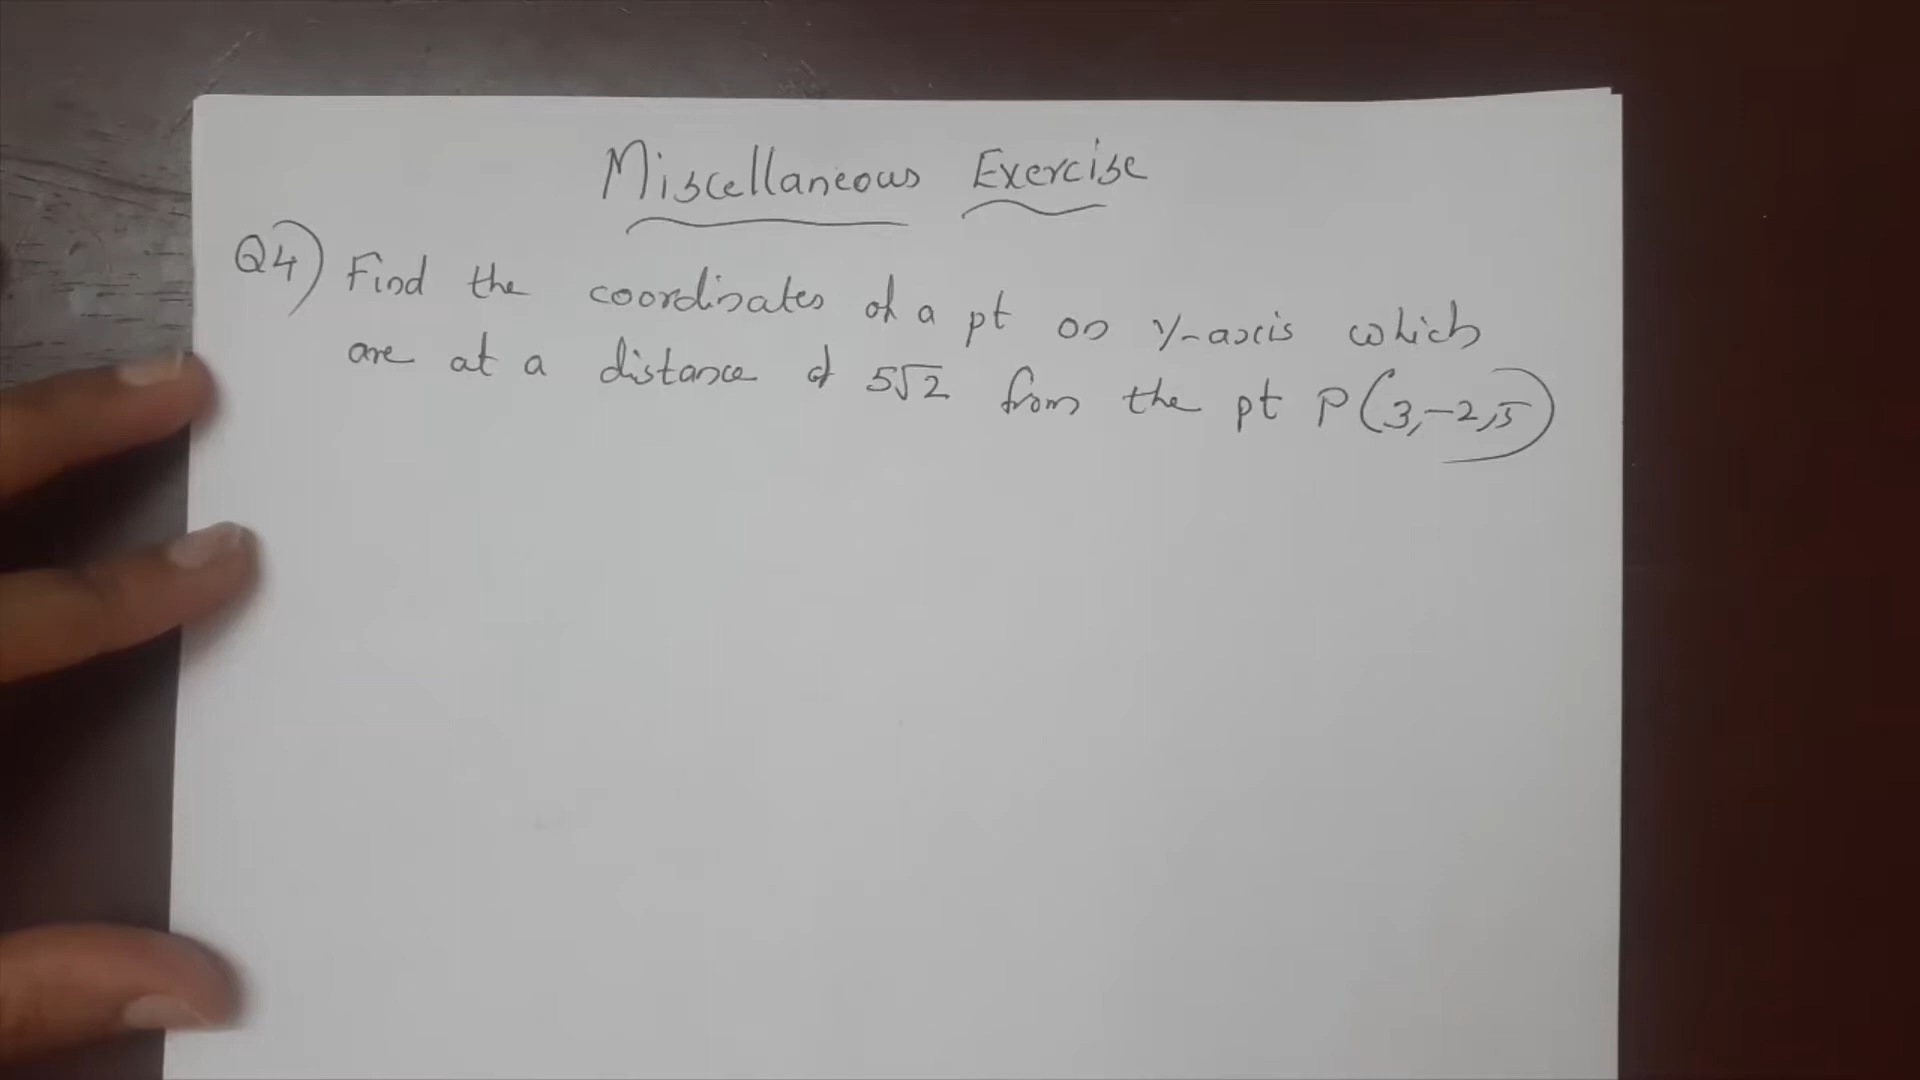 Miscellaneous Exercise
Q4) Find the coordinates of a pt on y-axis which
are at a distance of 5√2 from the pt P(3,-2,5)